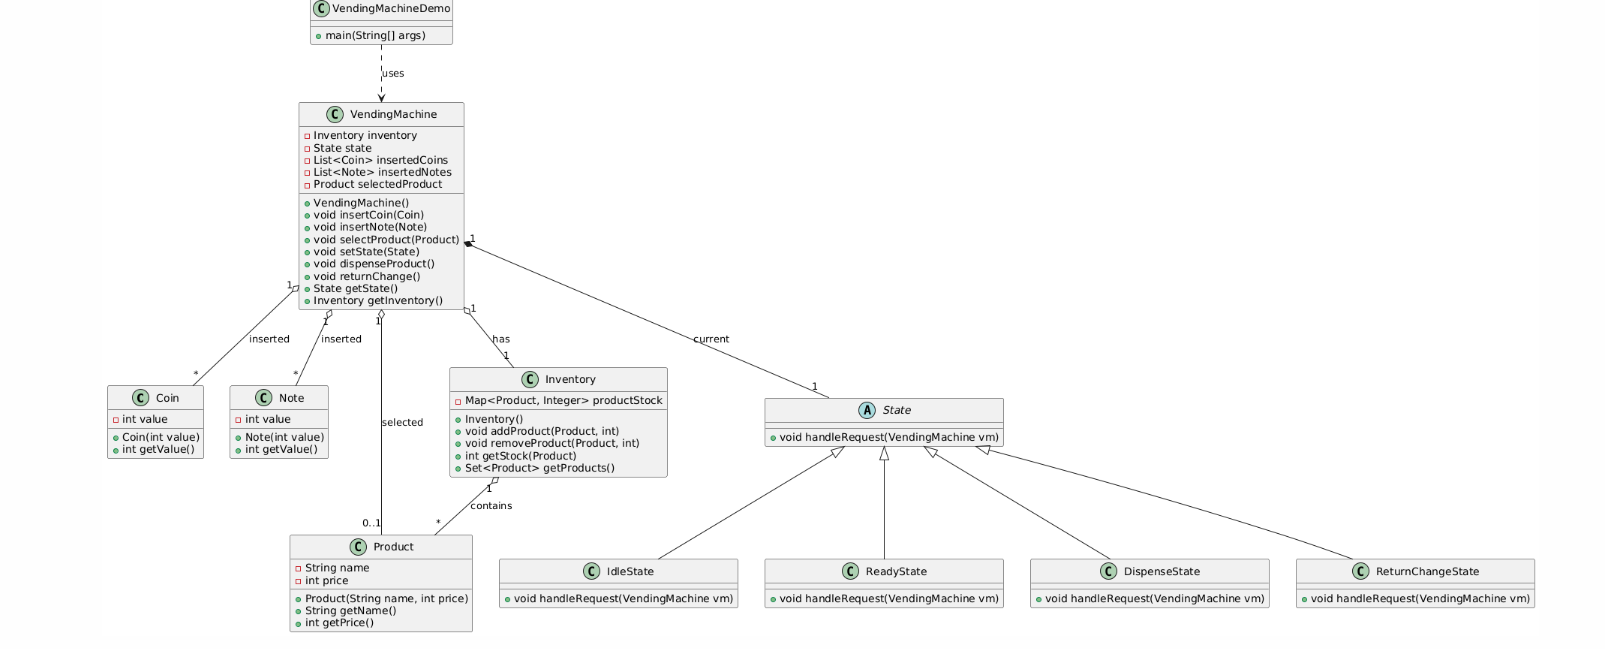 C VendingMachineDemo
main(String[] args)
uses
C VendingMachine
Inventory inventory
State state
List<Coin> insertedCoins
List<Note> insertedNotes
Product selectedProduct
VendingMachine()
void insertCoin(Coin)
void insertNote(Note)
void selectProduct(Product)
void setState(State)
void dispenseProduct()
void returnChange()
State getState()
Inventory getInventory()
1
1
1
1
1
inserted
inserted
selected
has
current
*
*
0..1
1
1
C Coin
int value
Coin(int value)
int getValue()
C Note
int value
Note(int value)
int getValue()
C Inventory
Map<Product, Integer> productStock
Inventory()
void addProduct(Product, int)
void removeProduct(Product, int)
int getStock(Product)
Set<Product> getProducts()
A State
void handleRequest(VendingMachine vm)
1
contains
*
C Product
String name
int price
Product(String name, int price)
String getName()
int getPrice()
C IdleState
void handleRequest(VendingMachine vm)
C ReadyState
void handleRequest(VendingMachine vm)
C DispenseState
void handleRequest(VendingMachine vm)
C ReturnChangeState
void handleRequest(VendingMachine vm)